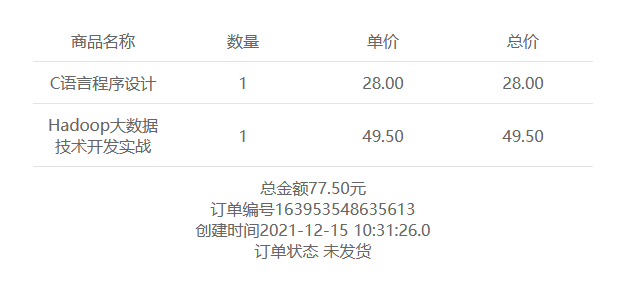 商品名称 数量 单价 总价
C语言程序设计 1 28.00 28.00
Hadoop大数据
技术开发实战 1 49.50 49.50
总金额77.50元
订单编号163953548635613
创建时间2021-12-15 10:31:26.0
订单状态 未发货